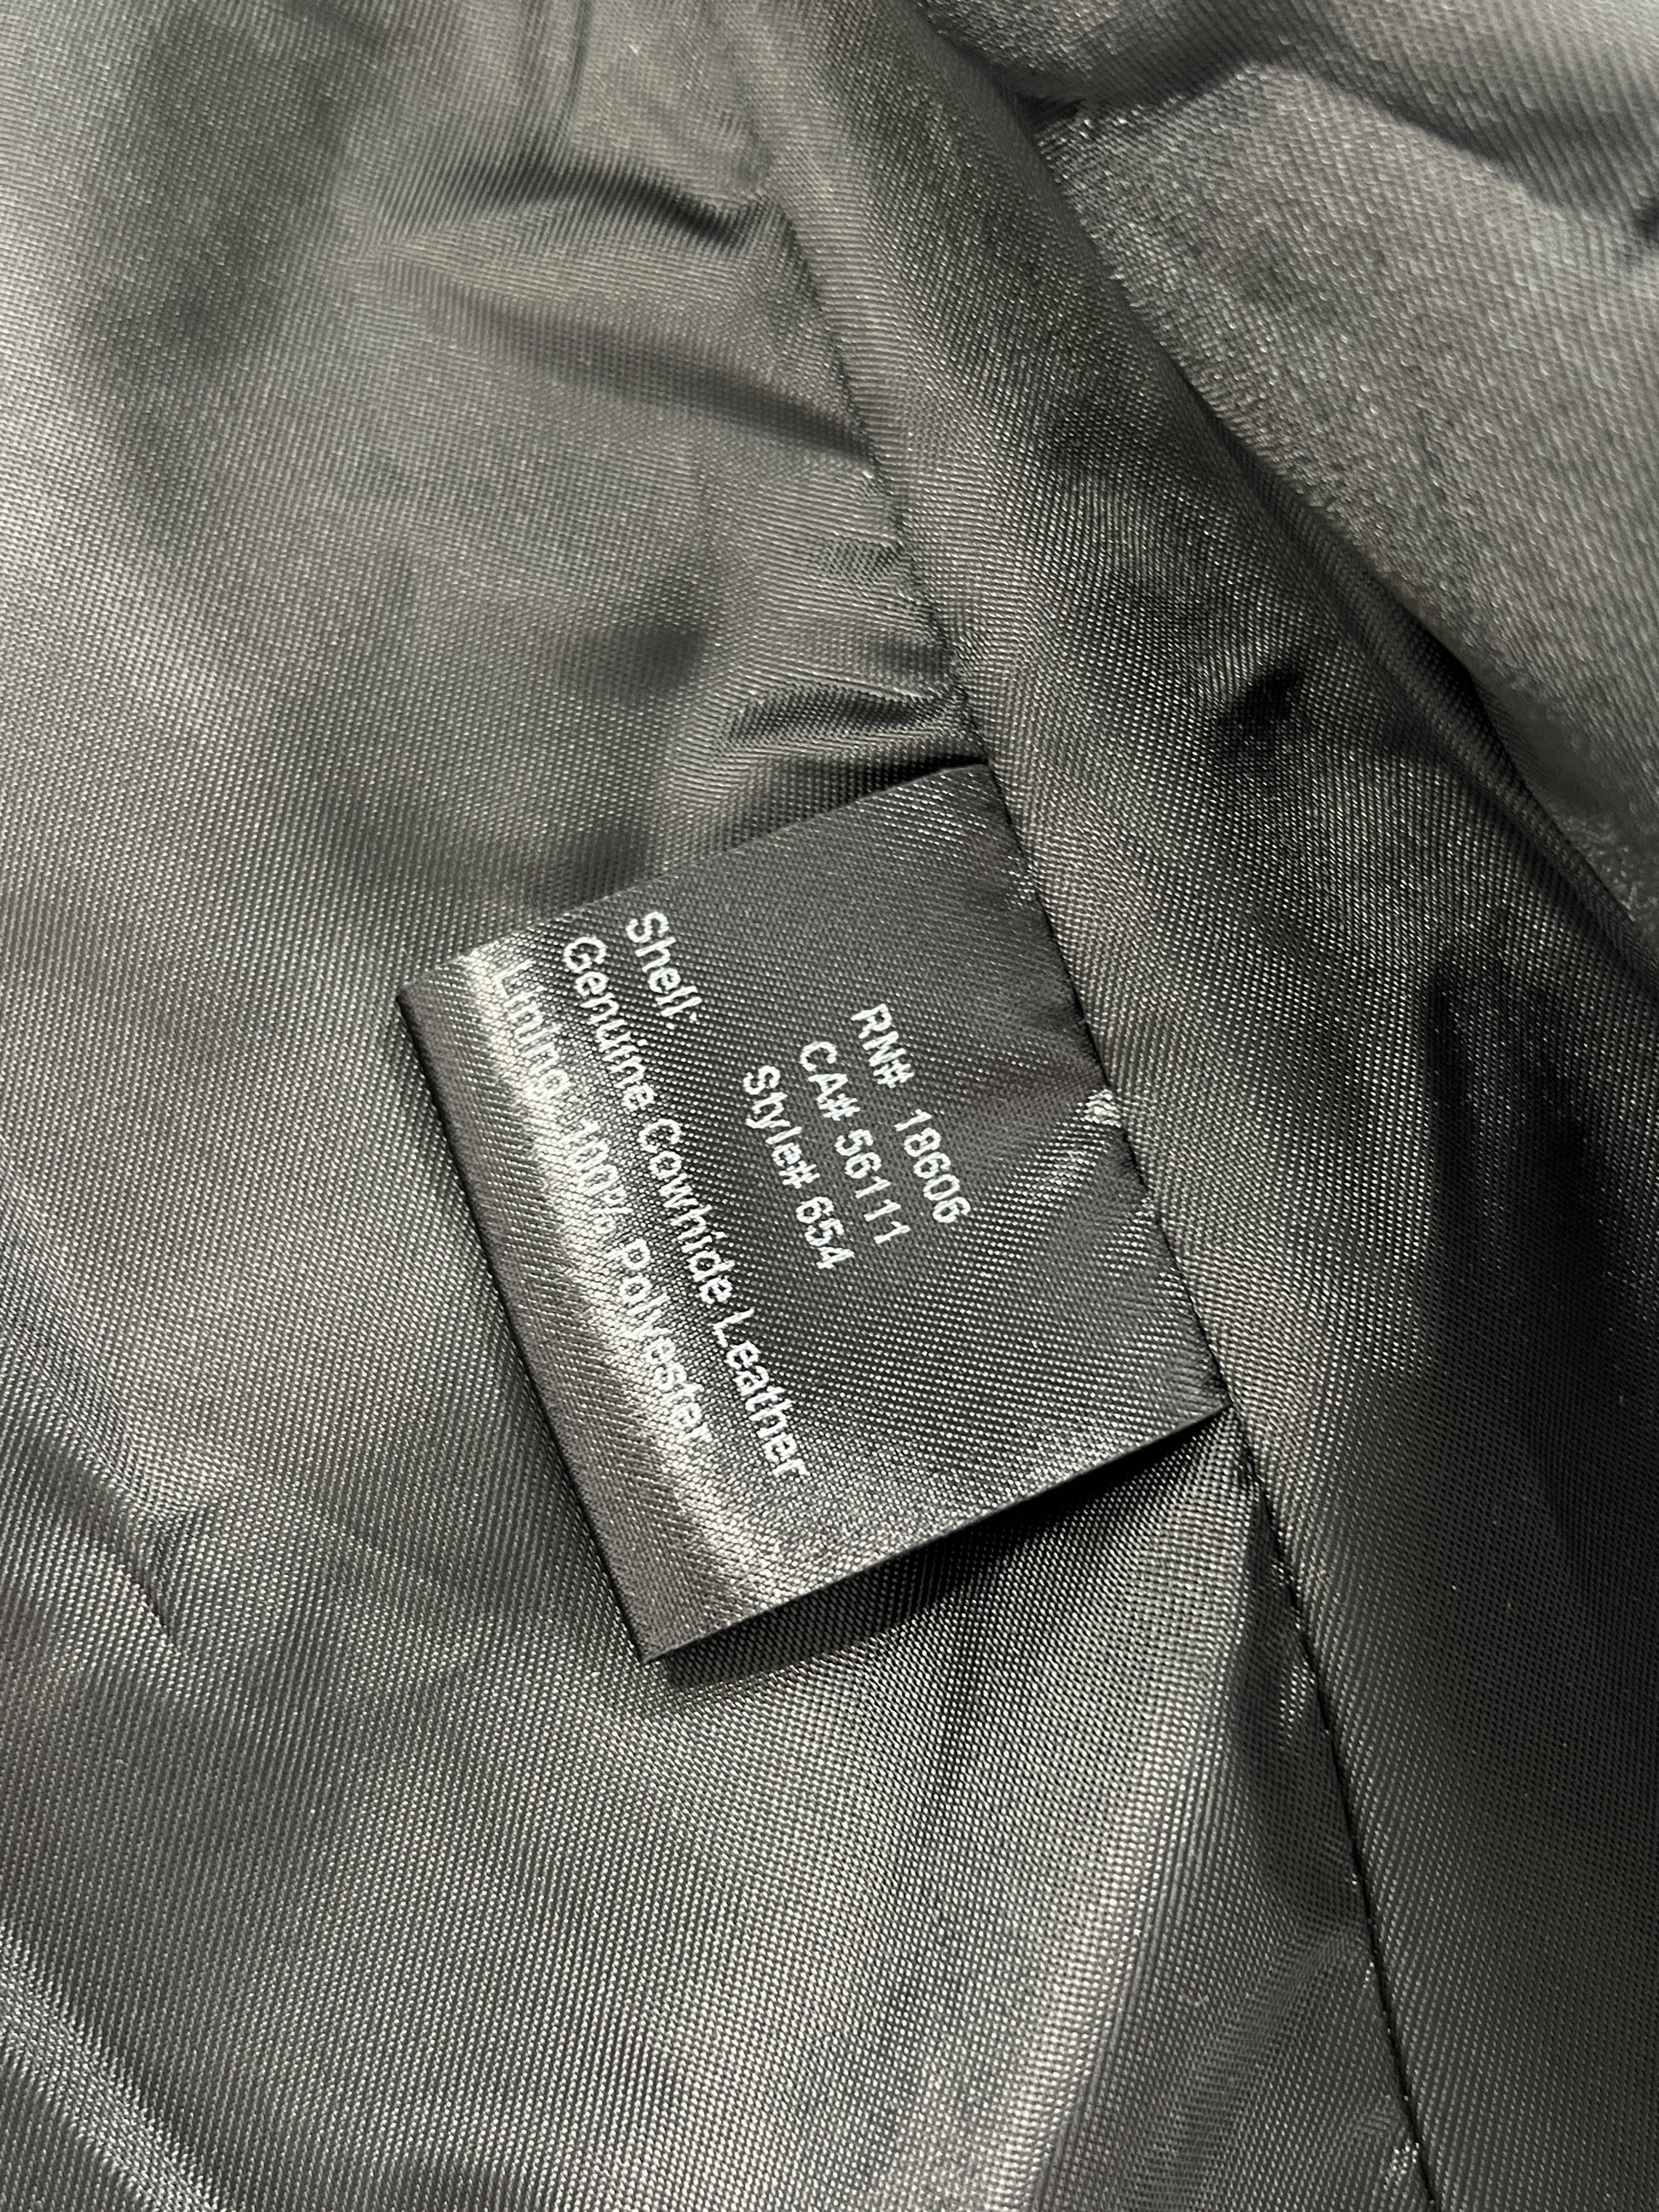 RN# 18606
CA# 56111
Style# 654
Shell:
Genuine Cowhide Leather
Lining: 100% Polyester